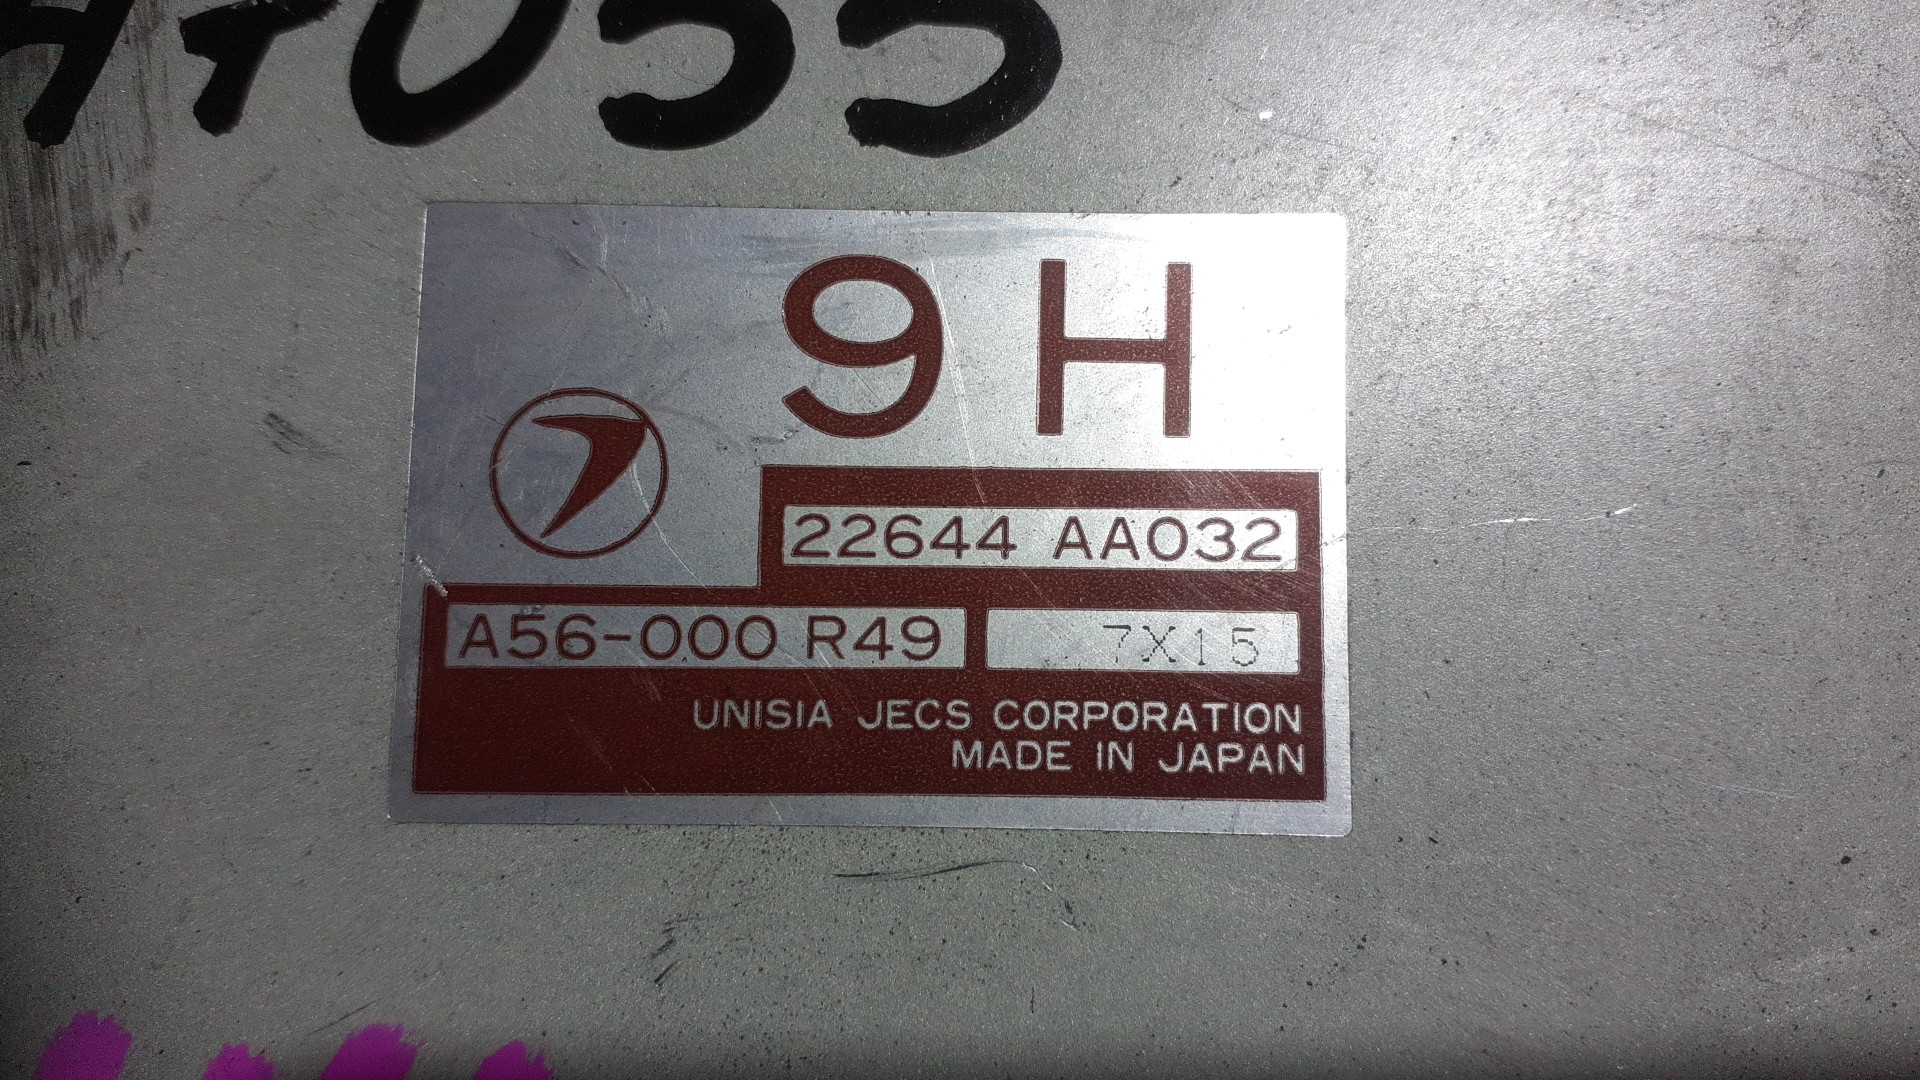 9H
22644 AA032
A56-000 R49
7X15
UNISIA JECS CORPORATION
MADE IN JAPAN